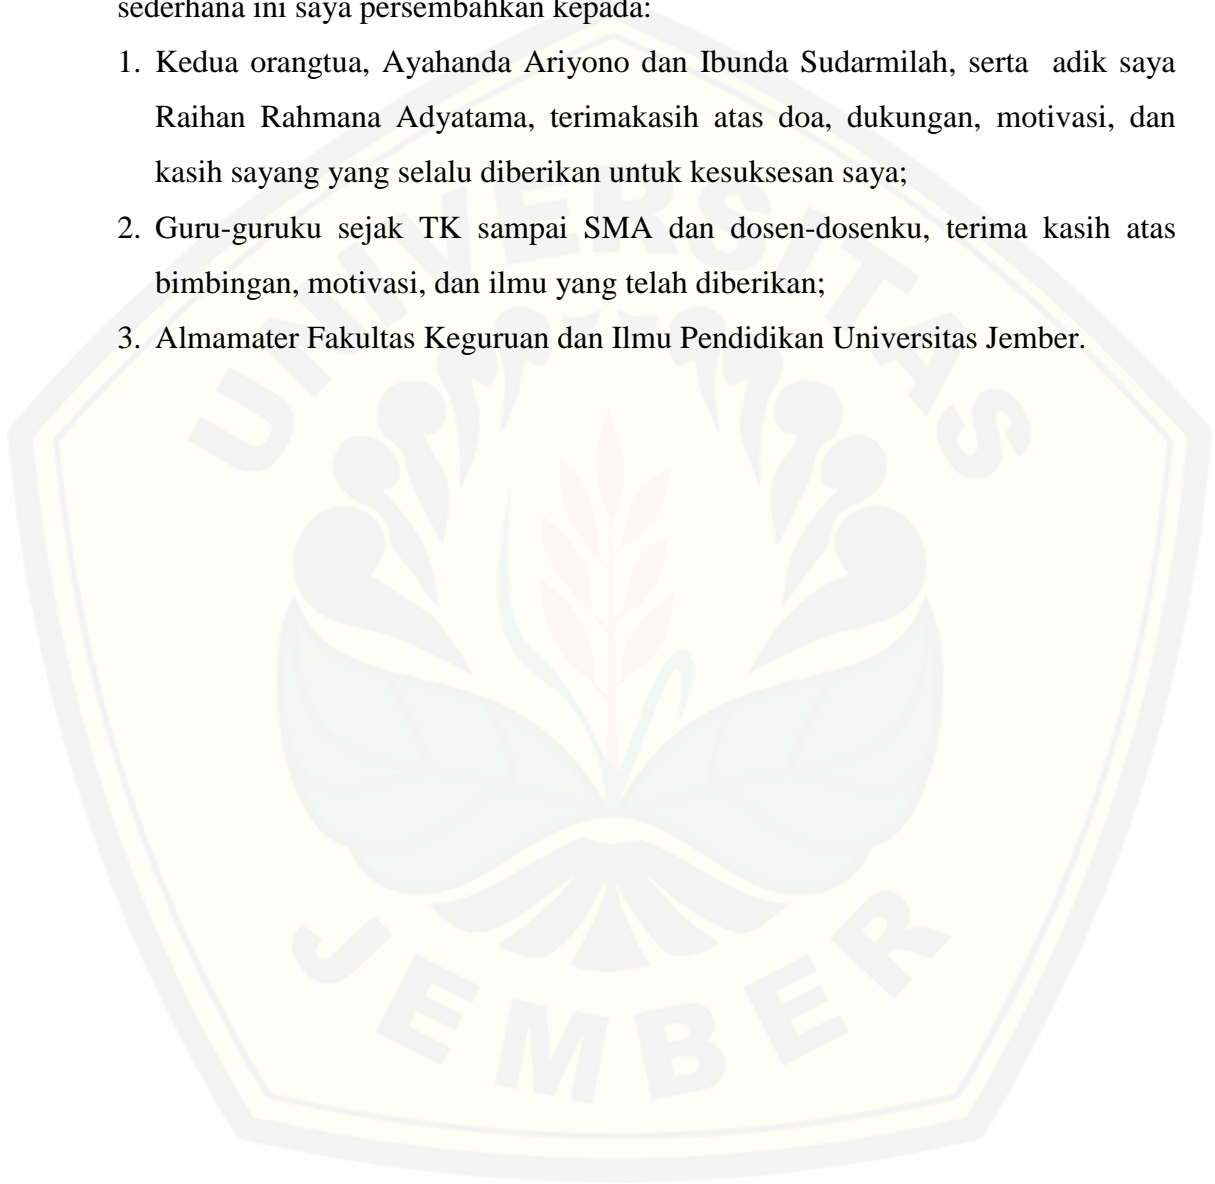 sederhana ini saya persembahkan kepada:
1. Kedua orangtua, Ayahanda Ariyono dan Ibunda Sudarmilah, serta adik saya
Raihan Rahmana Adyatama, terimakasih atas doa, dukungan, motivasi, dan
kasih sayang yang selalu diberikan untuk kesuksesan saya;
2. Guru-guruku sejak TK sampai SMA dan dosen-dosenku, terima kasih atas
bimbingan, motivasi, dan ilmu yang telah diberikan;
3. Almamater Fakultas Keguruan dan Ilmu Pendidikan Universitas Jember.
UNIVERSITAS
JEMBER